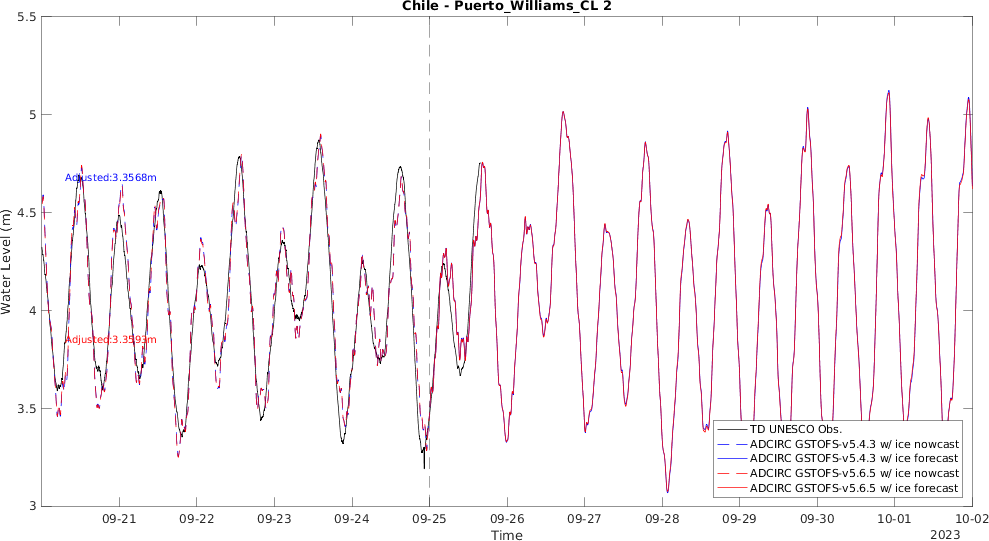 Chile - Puerto_Williams_CL 2
5.5
5
4.5
4
3.5
3
Water Level (m)
Adjusted:3.3568m
Adjusted:3.3593m
TD UNESCO Obs.
ADCIRC GSTOFS-v5.4.3 w/ ice nowcast
ADCIRC GSTOFS-v5.4.3 w/ ice forecast
ADCIRC GSTOFS-v5.6.5 w/ ice nowcast
ADCIRC GSTOFS-v5.6.5 w/ ice forecast
09-21 09-22 09-23 09-24 09-25 09-26 09-27 09-28 09-29 09-30 10-01 10-02
2023
Time